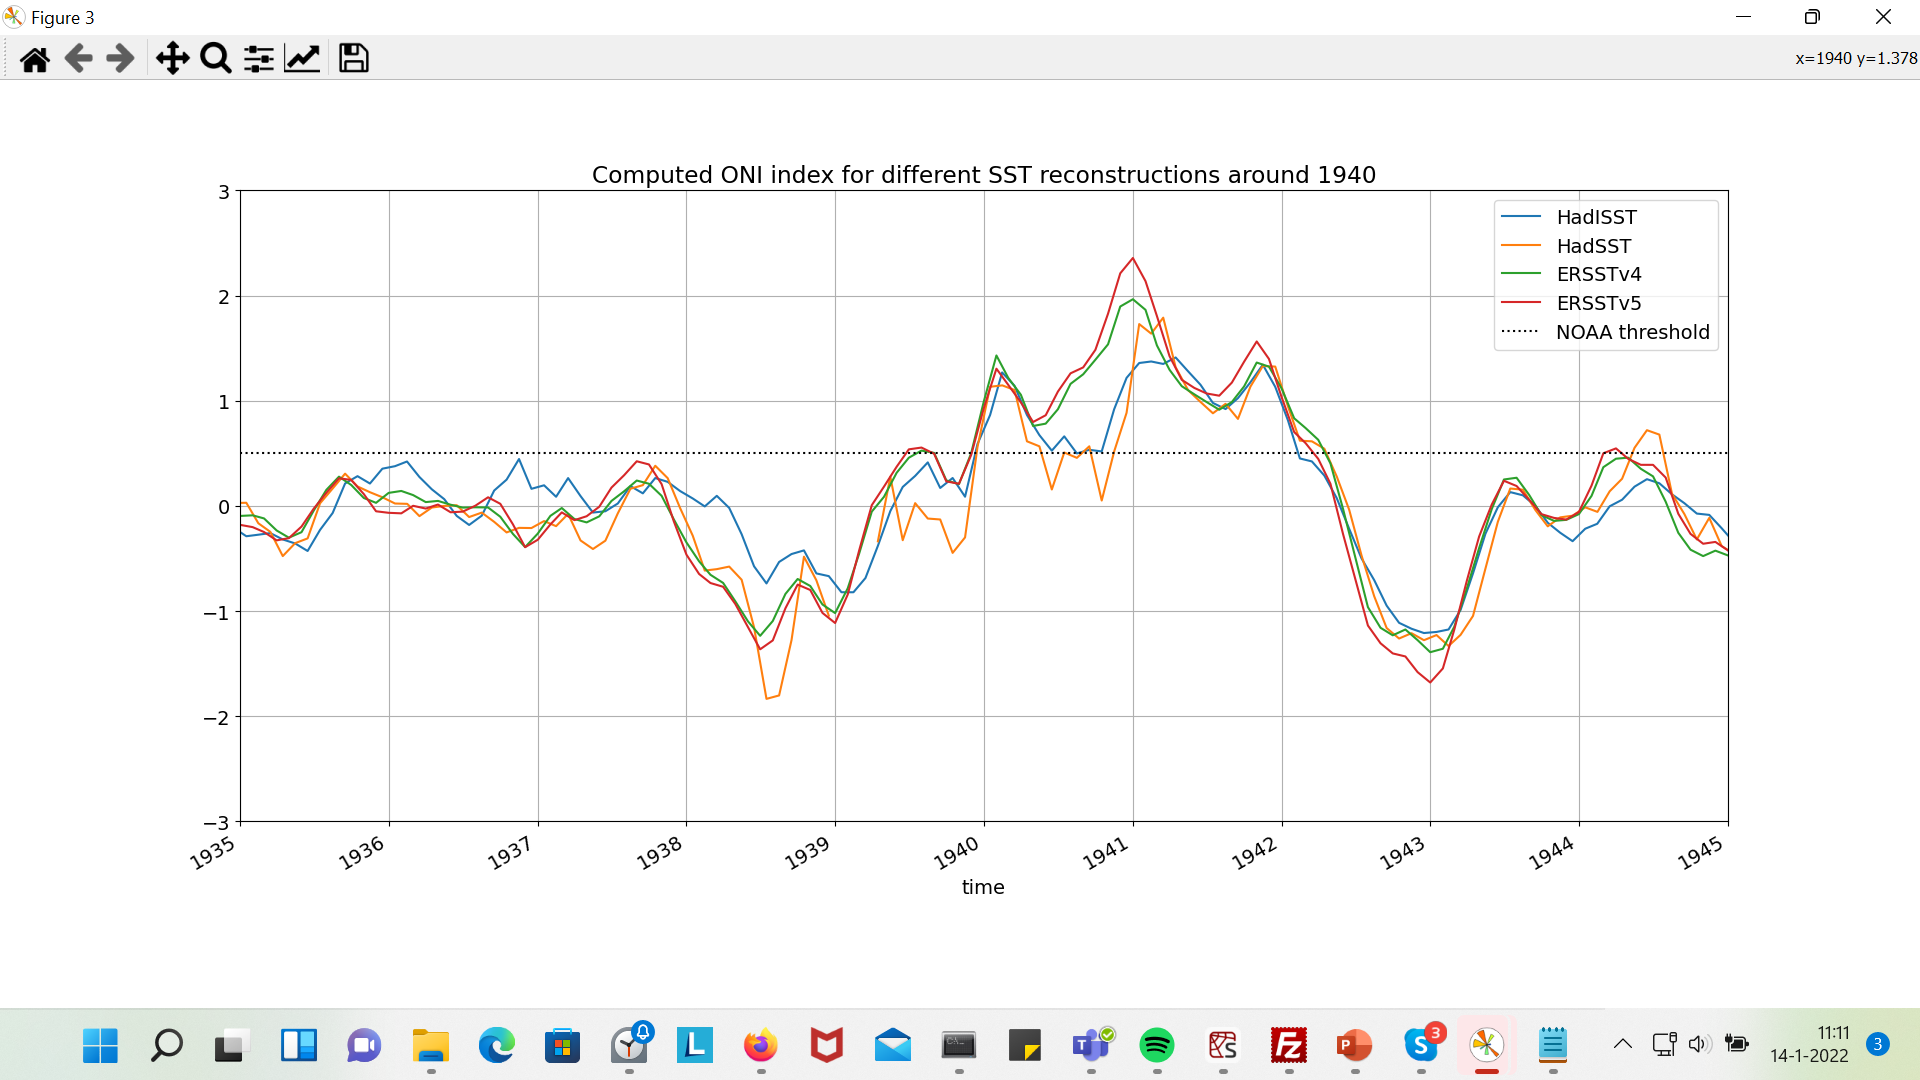 Figure 3
x=1940 y=1.378
Computed ONI index for different SST reconstructions around 1940
3
2
1
0
−1
−2
−3
HadISST
HadSST
ERSSTv4
ERSSTv5
NOAA threshold
1935 1936 1937 1938 1939 1940 1941 1942 1943 1944 1945
time
L
C:\_
T
S
Fz
P
S 3
11:11
14-1-2022
3